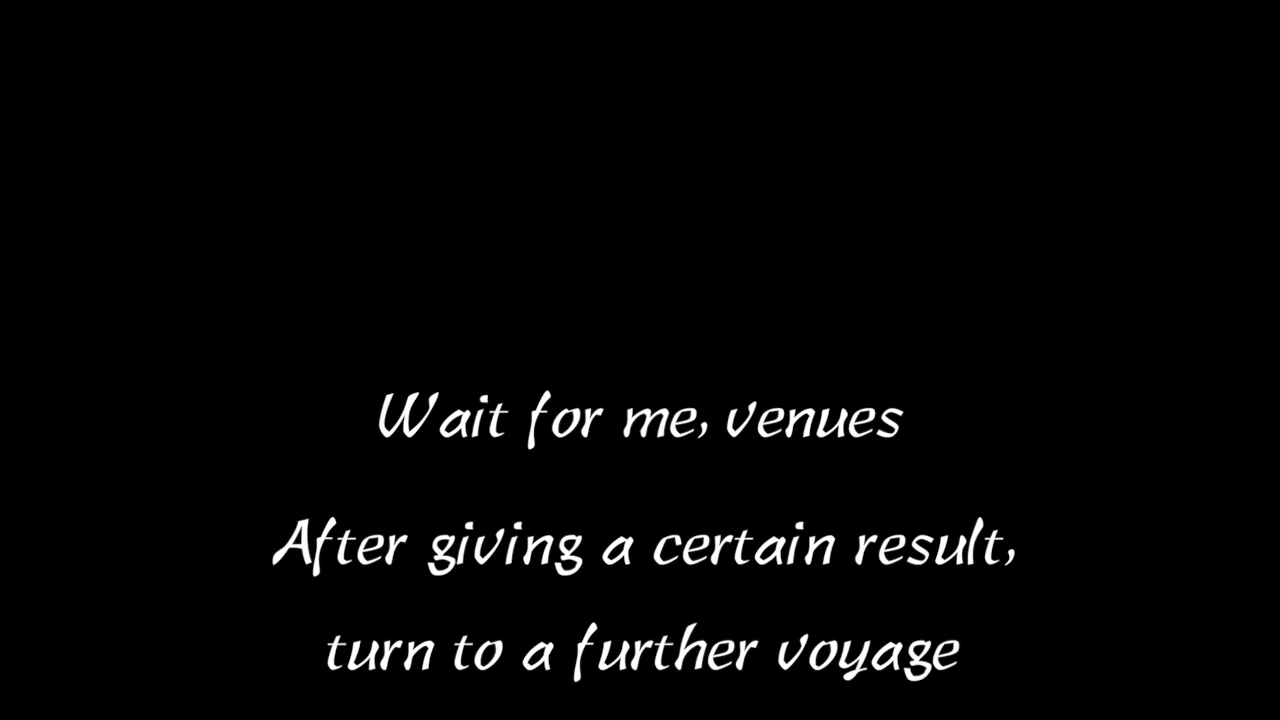 Wait for me, venues
After giving a certain result,
turn to a further voyage